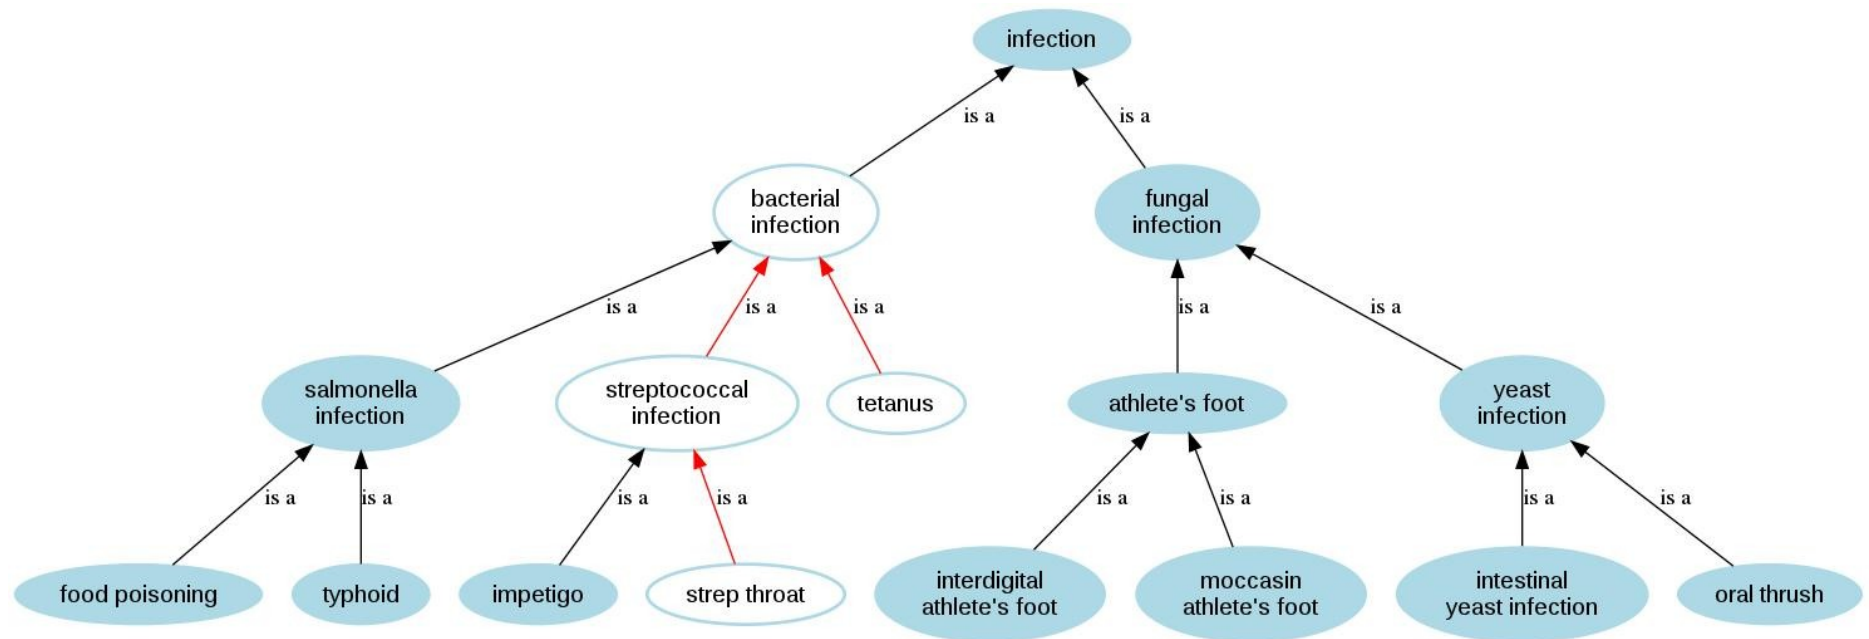 infection
is a
is a
bacterial
infection
fungal
infection
is a
is a
is a
is a
is a
salmonella
infection
streptococcal
infection
tetanus
athlete's foot
yeast
infection
is a
is a
is a
is a
is a
is a
is a
is a
food poisoning
typhoid
impetigo
strep throat
interdigital
athlete's foot
moccasin
athlete's foot
intestinal
yeast infection
oral thrush